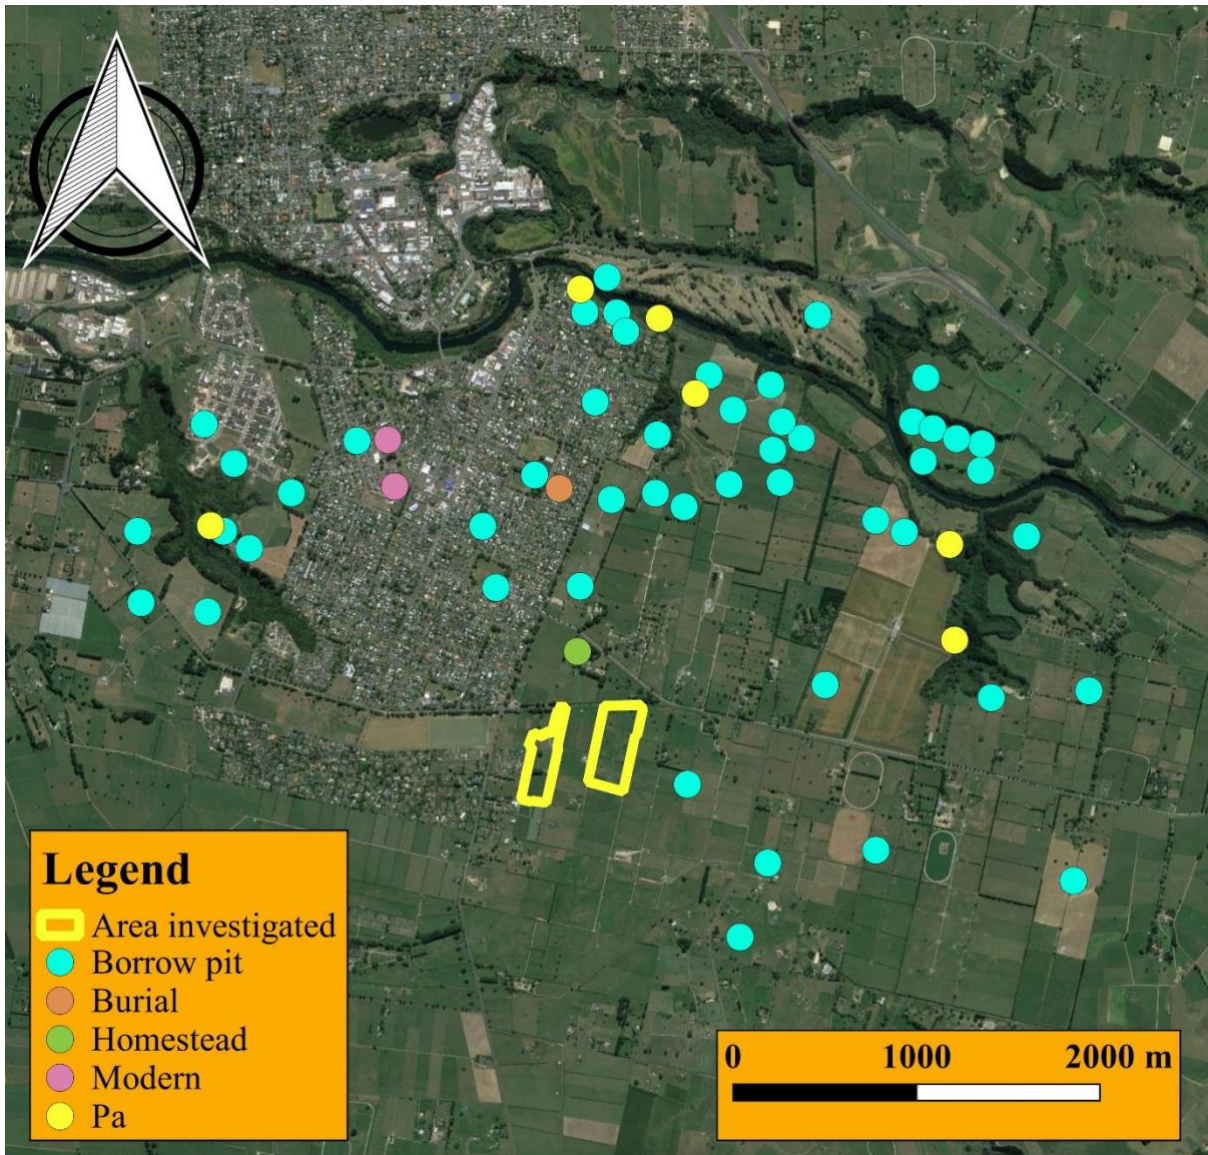 Legend
Area investigated
Borrow pit
Burial
Homestead
Modern
Pa
0 1000 2000 m